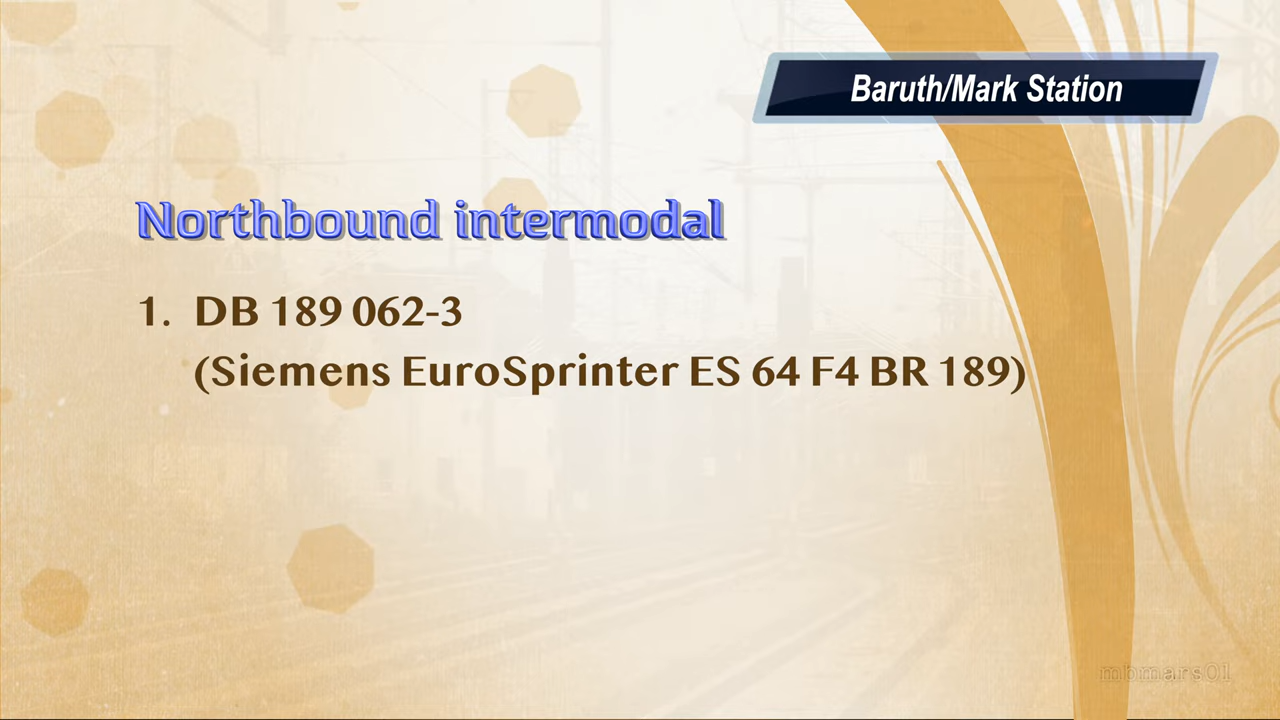 Baruth/Mark Station
Northbound intermodal
1. DB 189 062-3
(Siemens EuroSprinter ES 64 F4 BR 189)
mbmars01